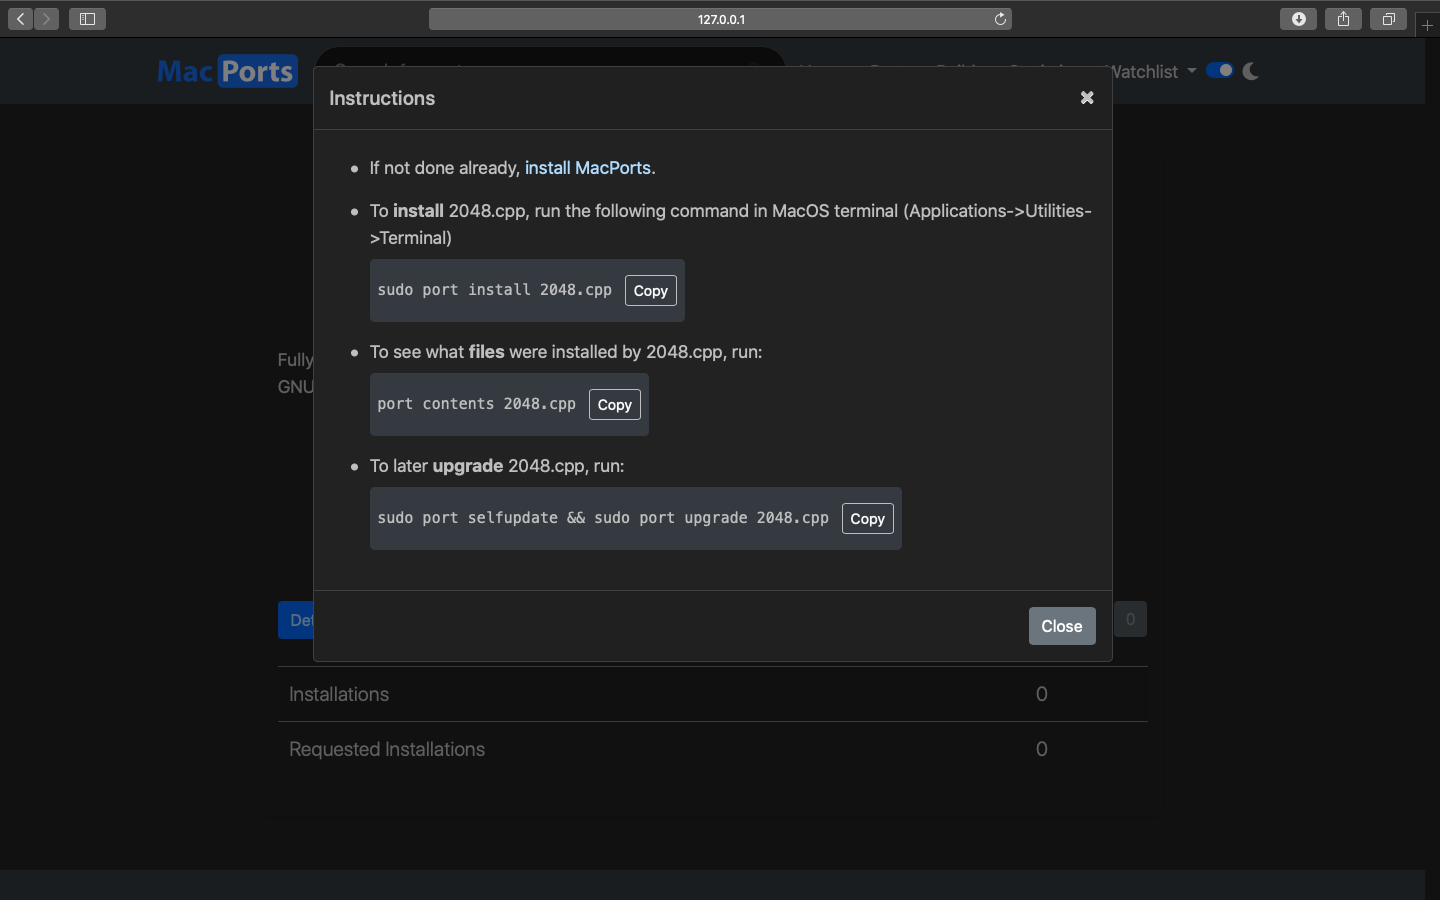 127.0.0.1
Mac Ports
Watchlist
Instructions
If not done already, install MacPorts.
To install 2048.cpp, run the following command in MacOS terminal (Applications->Utilities-
>Terminal)
sudo port install 2048.cpp Copy
To see what files were installed by 2048.cpp, run:
Fully
GNU
port contents 2048.cpp Copy
To later upgrade 2048.cpp, run:
sudo port selfupdate && sudo port upgrade 2048.cpp Copy
0
Close
Installations 0
Requested Installations 0